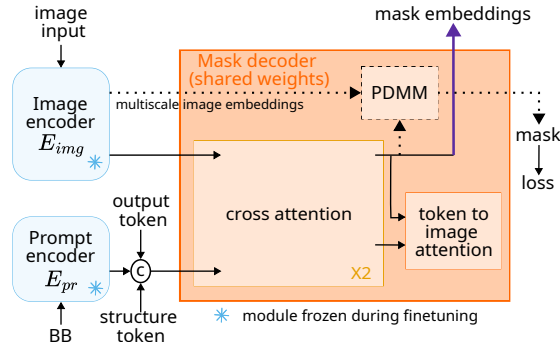 image
input
mask embeddings
Mask decoder
(shared weights)
multiscale image embeddings
PDMM
Image
encoder
E_img
mask
loss
output
token
cross attention
token to
image
attention
Prompt
encoder
E_pr
C
X2
BB
structure
token
module frozen during finetuning